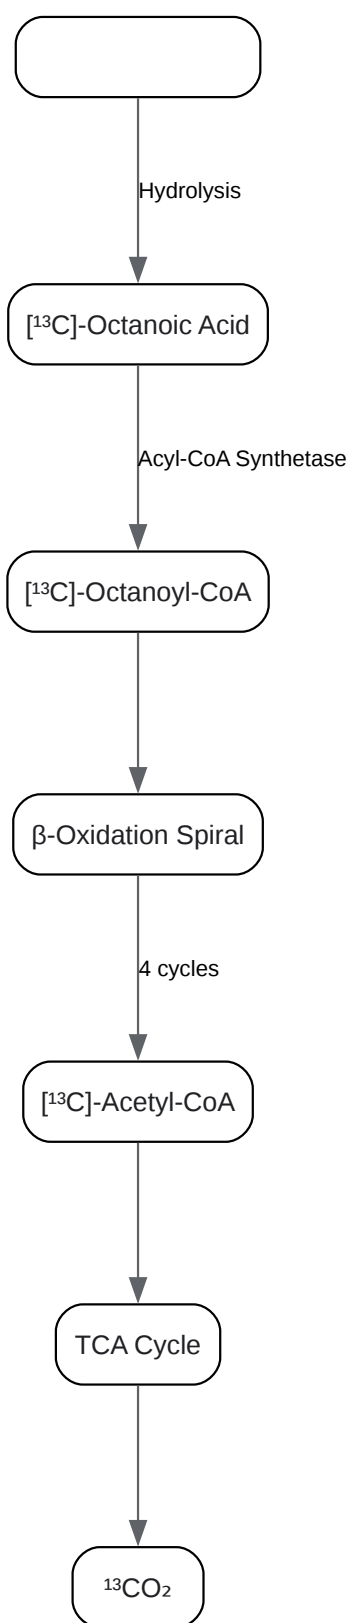 Hydrolysis
[¹³C]-Octanoic Acid
Acyl-CoA Synthetase
[¹³C]-Octanoyl-CoA
β-Oxidation Spiral
4 cycles
[¹³C]-Acetyl-CoA
TCA Cycle
¹³CO₂